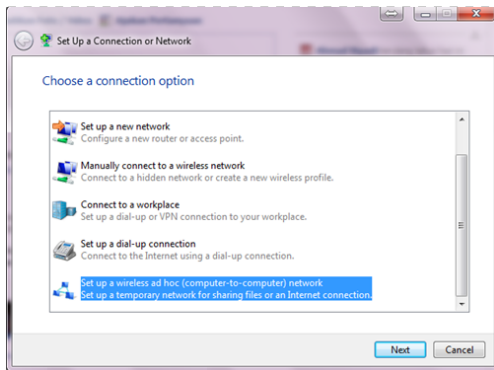 Set Up a Connection or Network
Choose a connection option
Set up a new network
Configure a new router or access point.
Manually connect to a wireless network
Connect to a hidden network or create a new wireless profile.
Connect to a workplace
Set up a dial-up or VPN connection to your workplace.
Set up a dial-up connection
Connect to the Internet using a dial-up connection.
Set up a wireless ad hoc (computer-to-computer) network
Set up a temporary network for sharing files or an Internet connection.
Next
Cancel